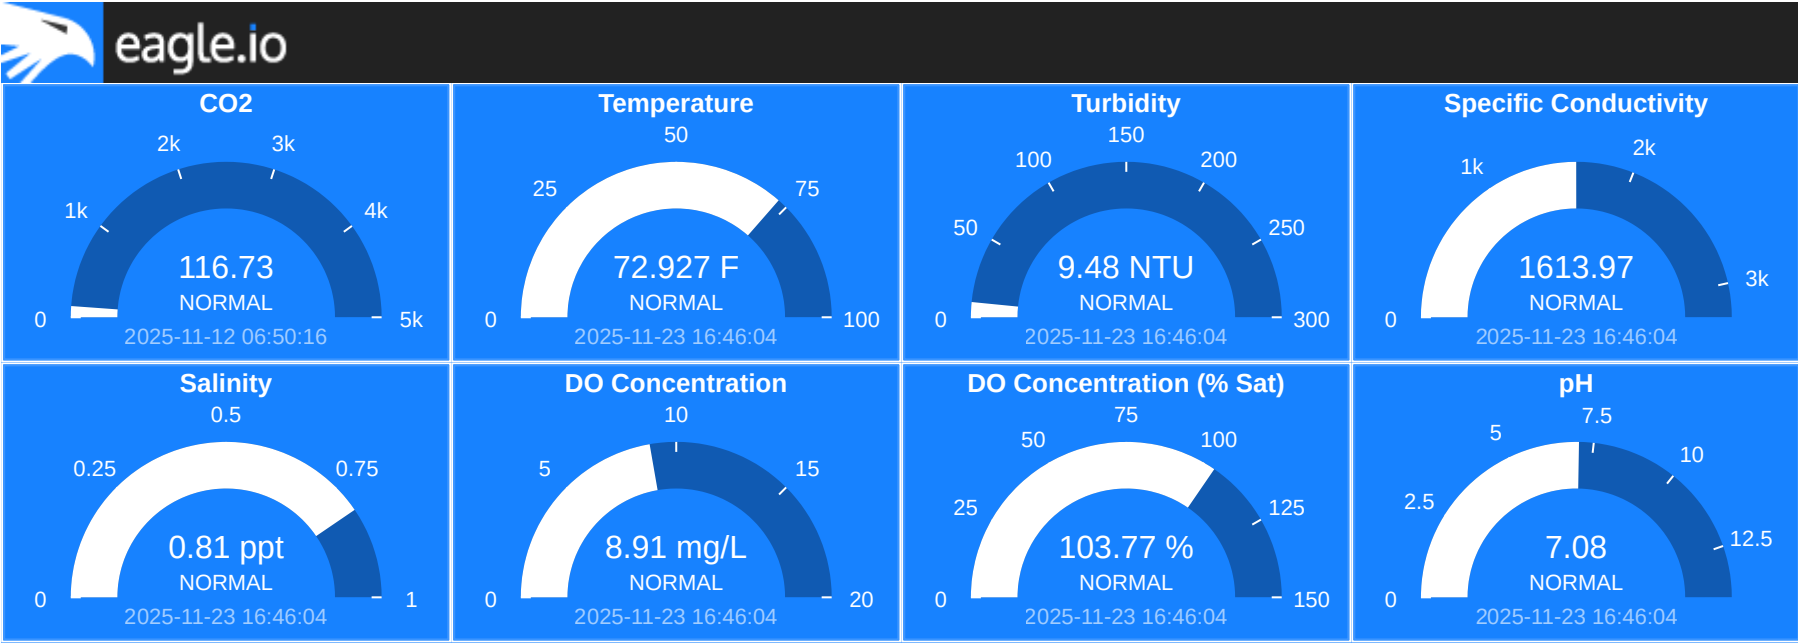 eagle.io
CO2
0
1k
2k
3k
4k
5k
116.73
NORMAL
2025-11-12 06:50:16
Temperature
0
25
50
75
100
72.927 F
NORMAL
2025-11-23 16:46:04
Turbidity
0
50
100
150
200
250
300
9.48 NTU
NORMAL
2025-11-23 16:46:04
Specific Conductivity
0
1k
2k
3k
1613.97
NORMAL
2025-11-23 16:46:04
Salinity
0
0.25
0.5
0.75
1
0.81 ppt
NORMAL
2025-11-23 16:46:04
DO Concentration
0
5
10
15
20
8.91 mg/L
NORMAL
2025-11-23 16:46:04
DO Concentration (% Sat)
0
25
50
75
100
125
150
103.77 %
NORMAL
2025-11-23 16:46:04
pH
0
2.5
5
7.5
10
12.5
7.08
NORMAL
2025-11-23 16:46:04